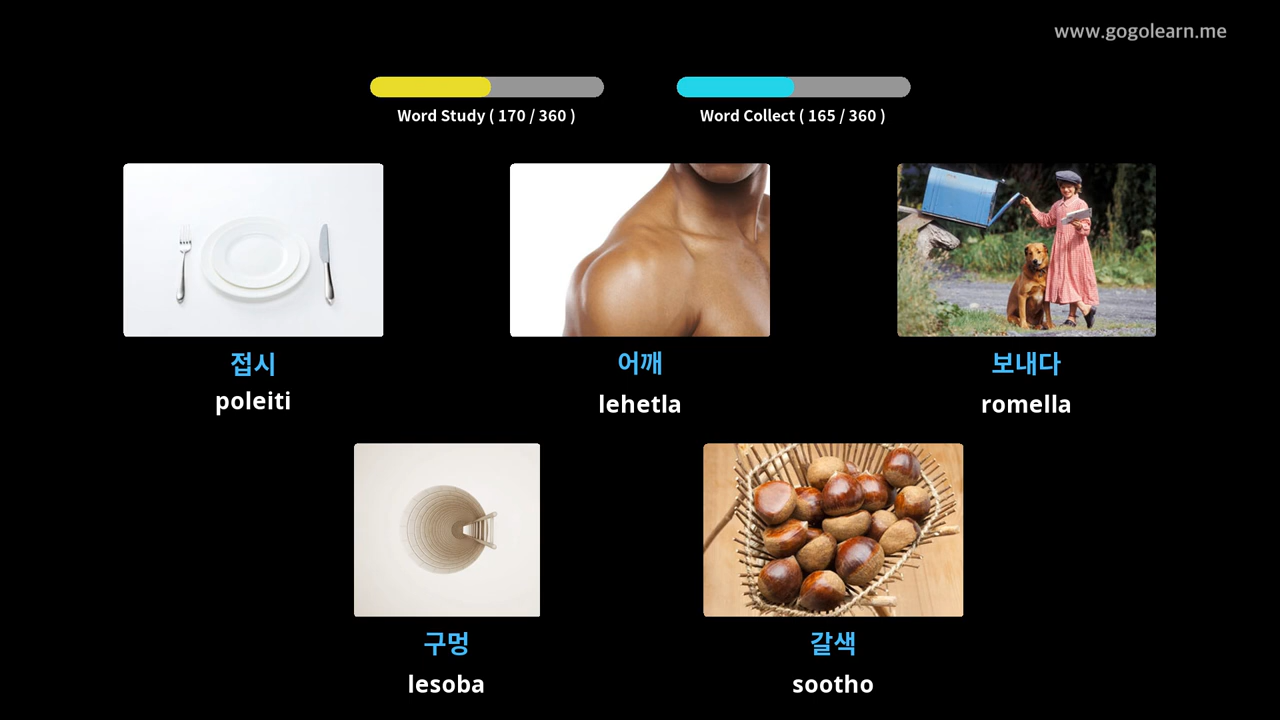 www.gogolearn.me
Word Study ( 170 / 360 )
Word Collect ( 165 / 360 )
접시
poleiti
어깨
lehetla
보내다
romella
구멍
lesoba
갈색
sootho